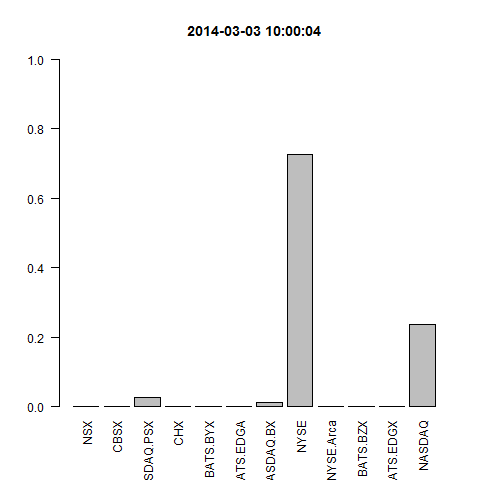 2014-03-03 10:00:04
1.0
0.8
0.6
0.4
0.2
0.0
NSX
CBSX
SDAQ.PSX
CHX
BATS.BYX
ATS.EDGA
ASDAQ.BX
NYSE
NYSE.Arca
BATS.BZX
ATS.EDGX
NASDAQ